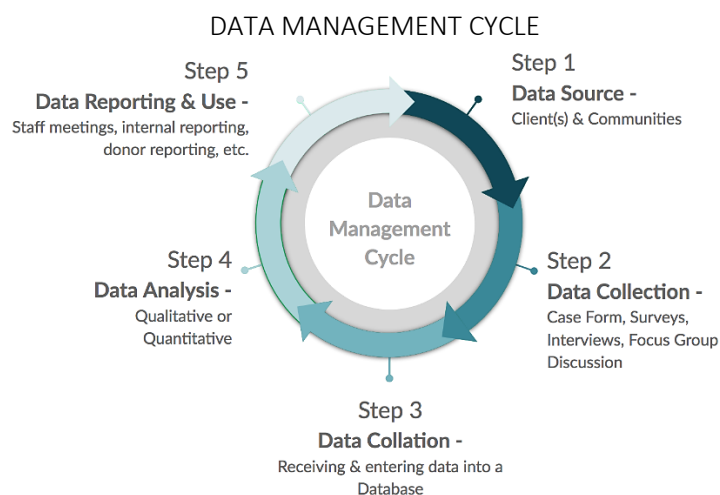 DATA MANAGEMENT CYCLE
Step 1
Data Source -
Client(s) & Communities
Step 2
Data Collection -
Case Form, Surveys,
Interviews, Focus Group
Discussion
Step 3
Data Collation -
Receiving & entering data into a
Database
Step 4
Data Analysis -
Qualitative or
Quantitative
Step 5
Data Reporting & Use -
Staff meetings, internal reporting,
donor reporting, etc.
Data
Management
Cycle